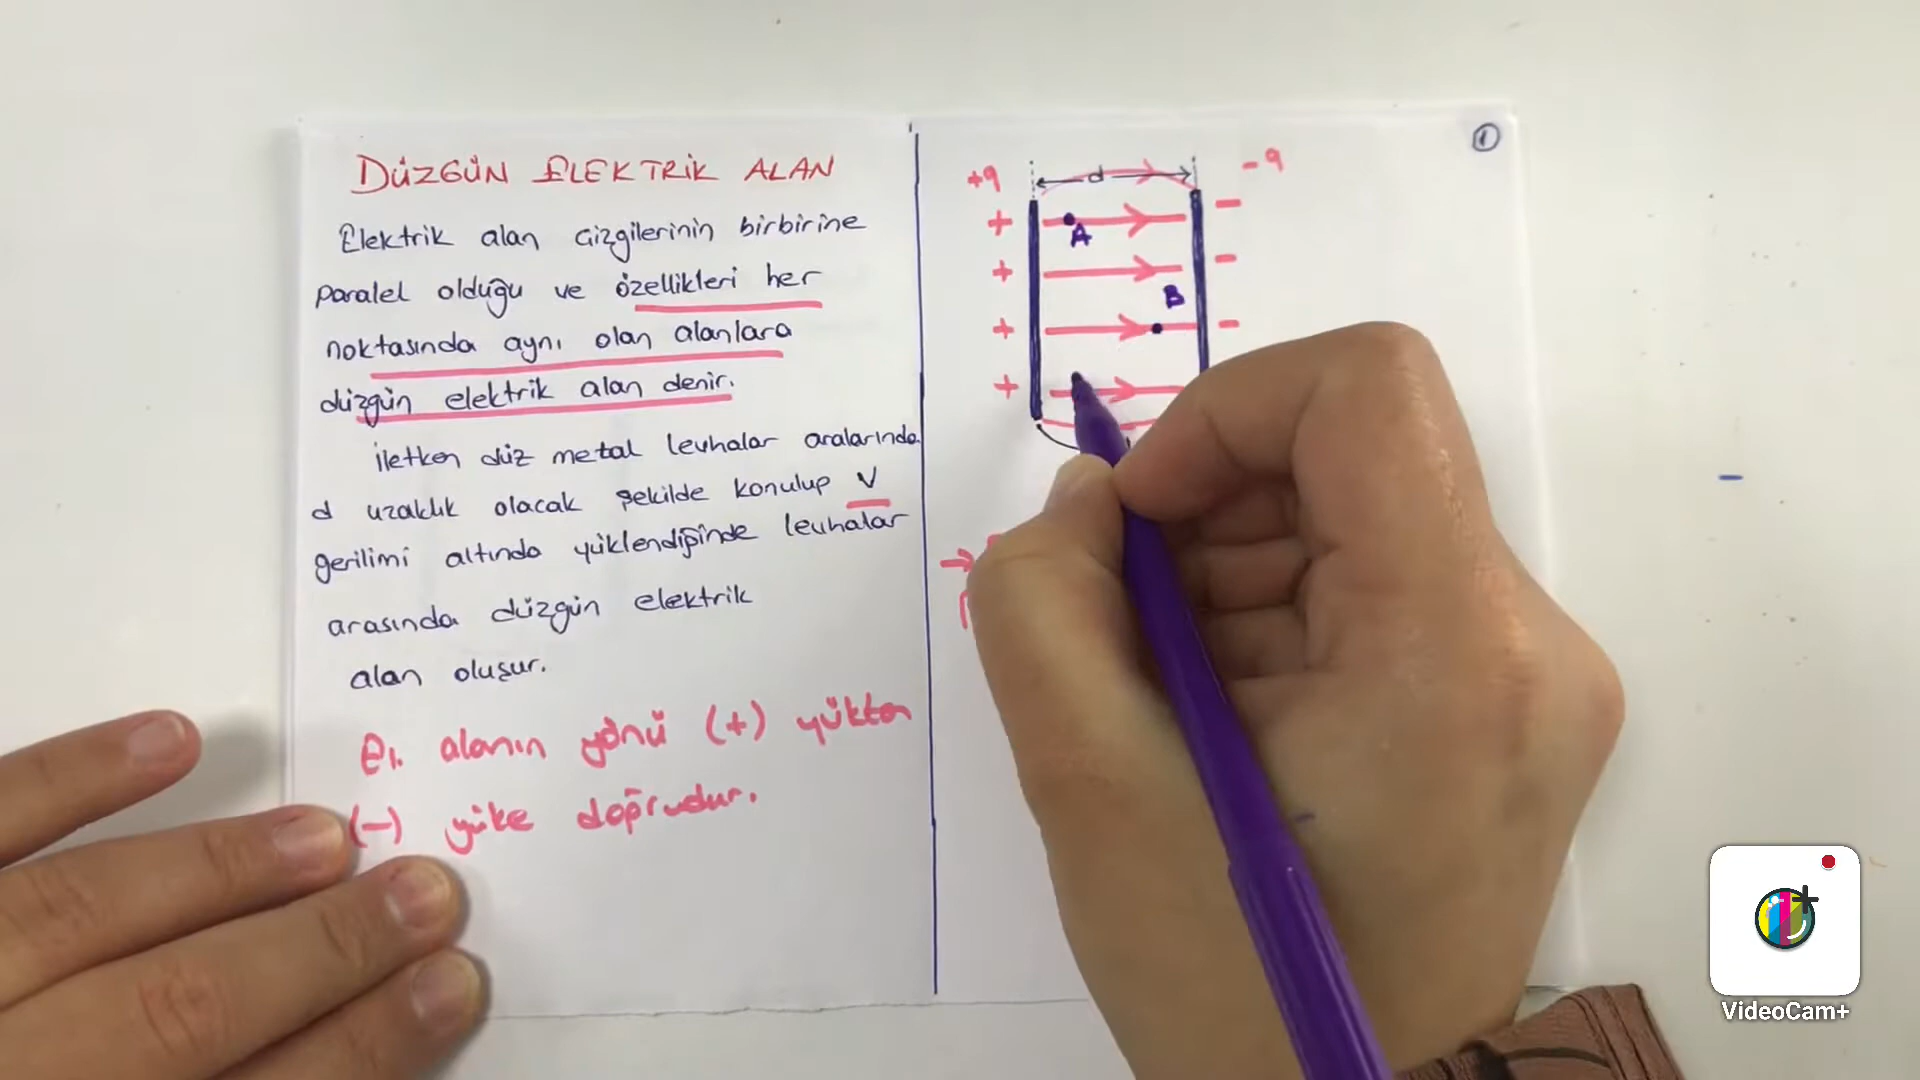 DÜZGÜN ELEKTRİK ALAN
Elektrik alan çizgilerinin birbirine
paralel olduğu ve özellikleri her
noktasında aynı olan alanlara
düzgün elektrik alan denir.
İletken düz metal levhalar aralarında
d uzaklık olacak şekilde konulup V
gerilimi altında yüklendiğinde levhalar
arasında düzgün elektrik
alan oluşur.
El. alanın yönü (+) yükten
(-) yüke doğrudur.
1
+q d -q
+ A -
+ -
B
+ -
+
VideoCam+